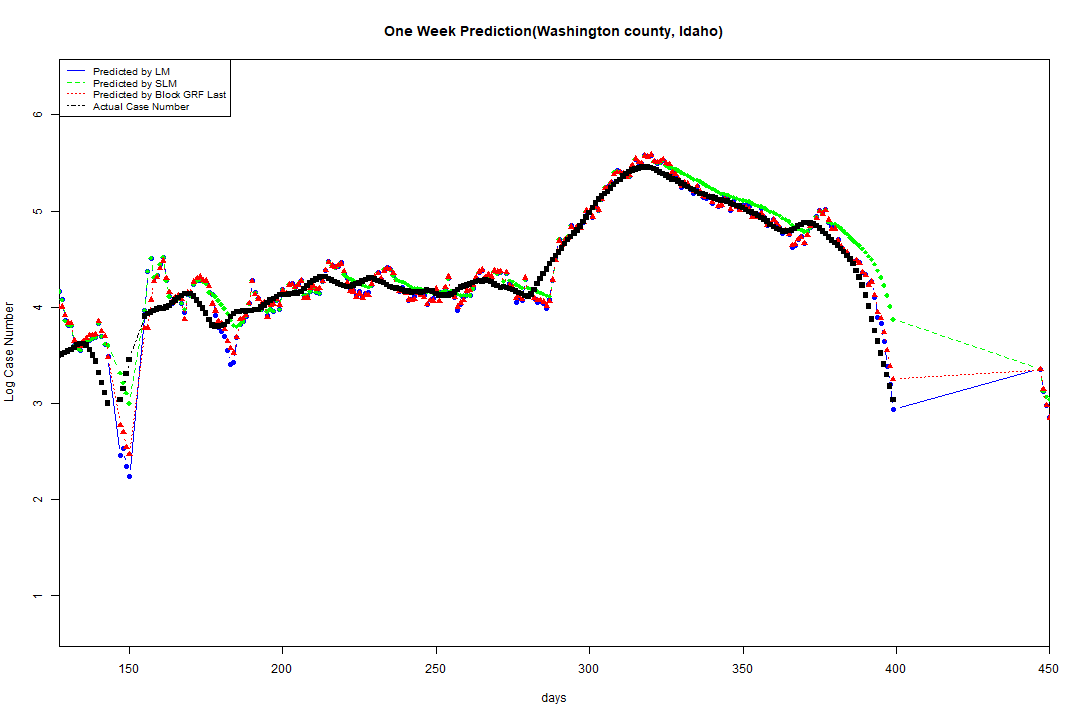 One Week Prediction(Washington county, Idaho)
Predicted by LM
Predicted by SLM
Predicted by Block GRF Last
Actual Case Number
6
5
4
3
2
1
Log Case Number
150 200 250 300 350 400 450
days